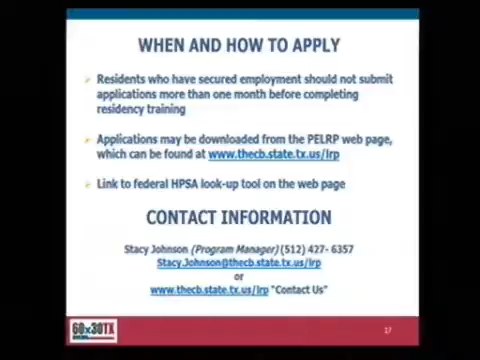 WHEN AND HOW TO APPLY
Residents who have secured employment should not submit
applications more than one month before completing
residency training
Applications may be downloaded from the PELRP web page,
which can be found at www.thecb.state.tx.us/lrp
Link to federal HPSA look-up tool on the web page
CONTACT INFORMATION
Stacy Johnson (Program Manager) (512) 427- 6357
Stacy.Johnson@thecb.state.tx.us/lrp
or
www.thecb.state.tx.us/lrp "Contact Us"
60x30TX
17